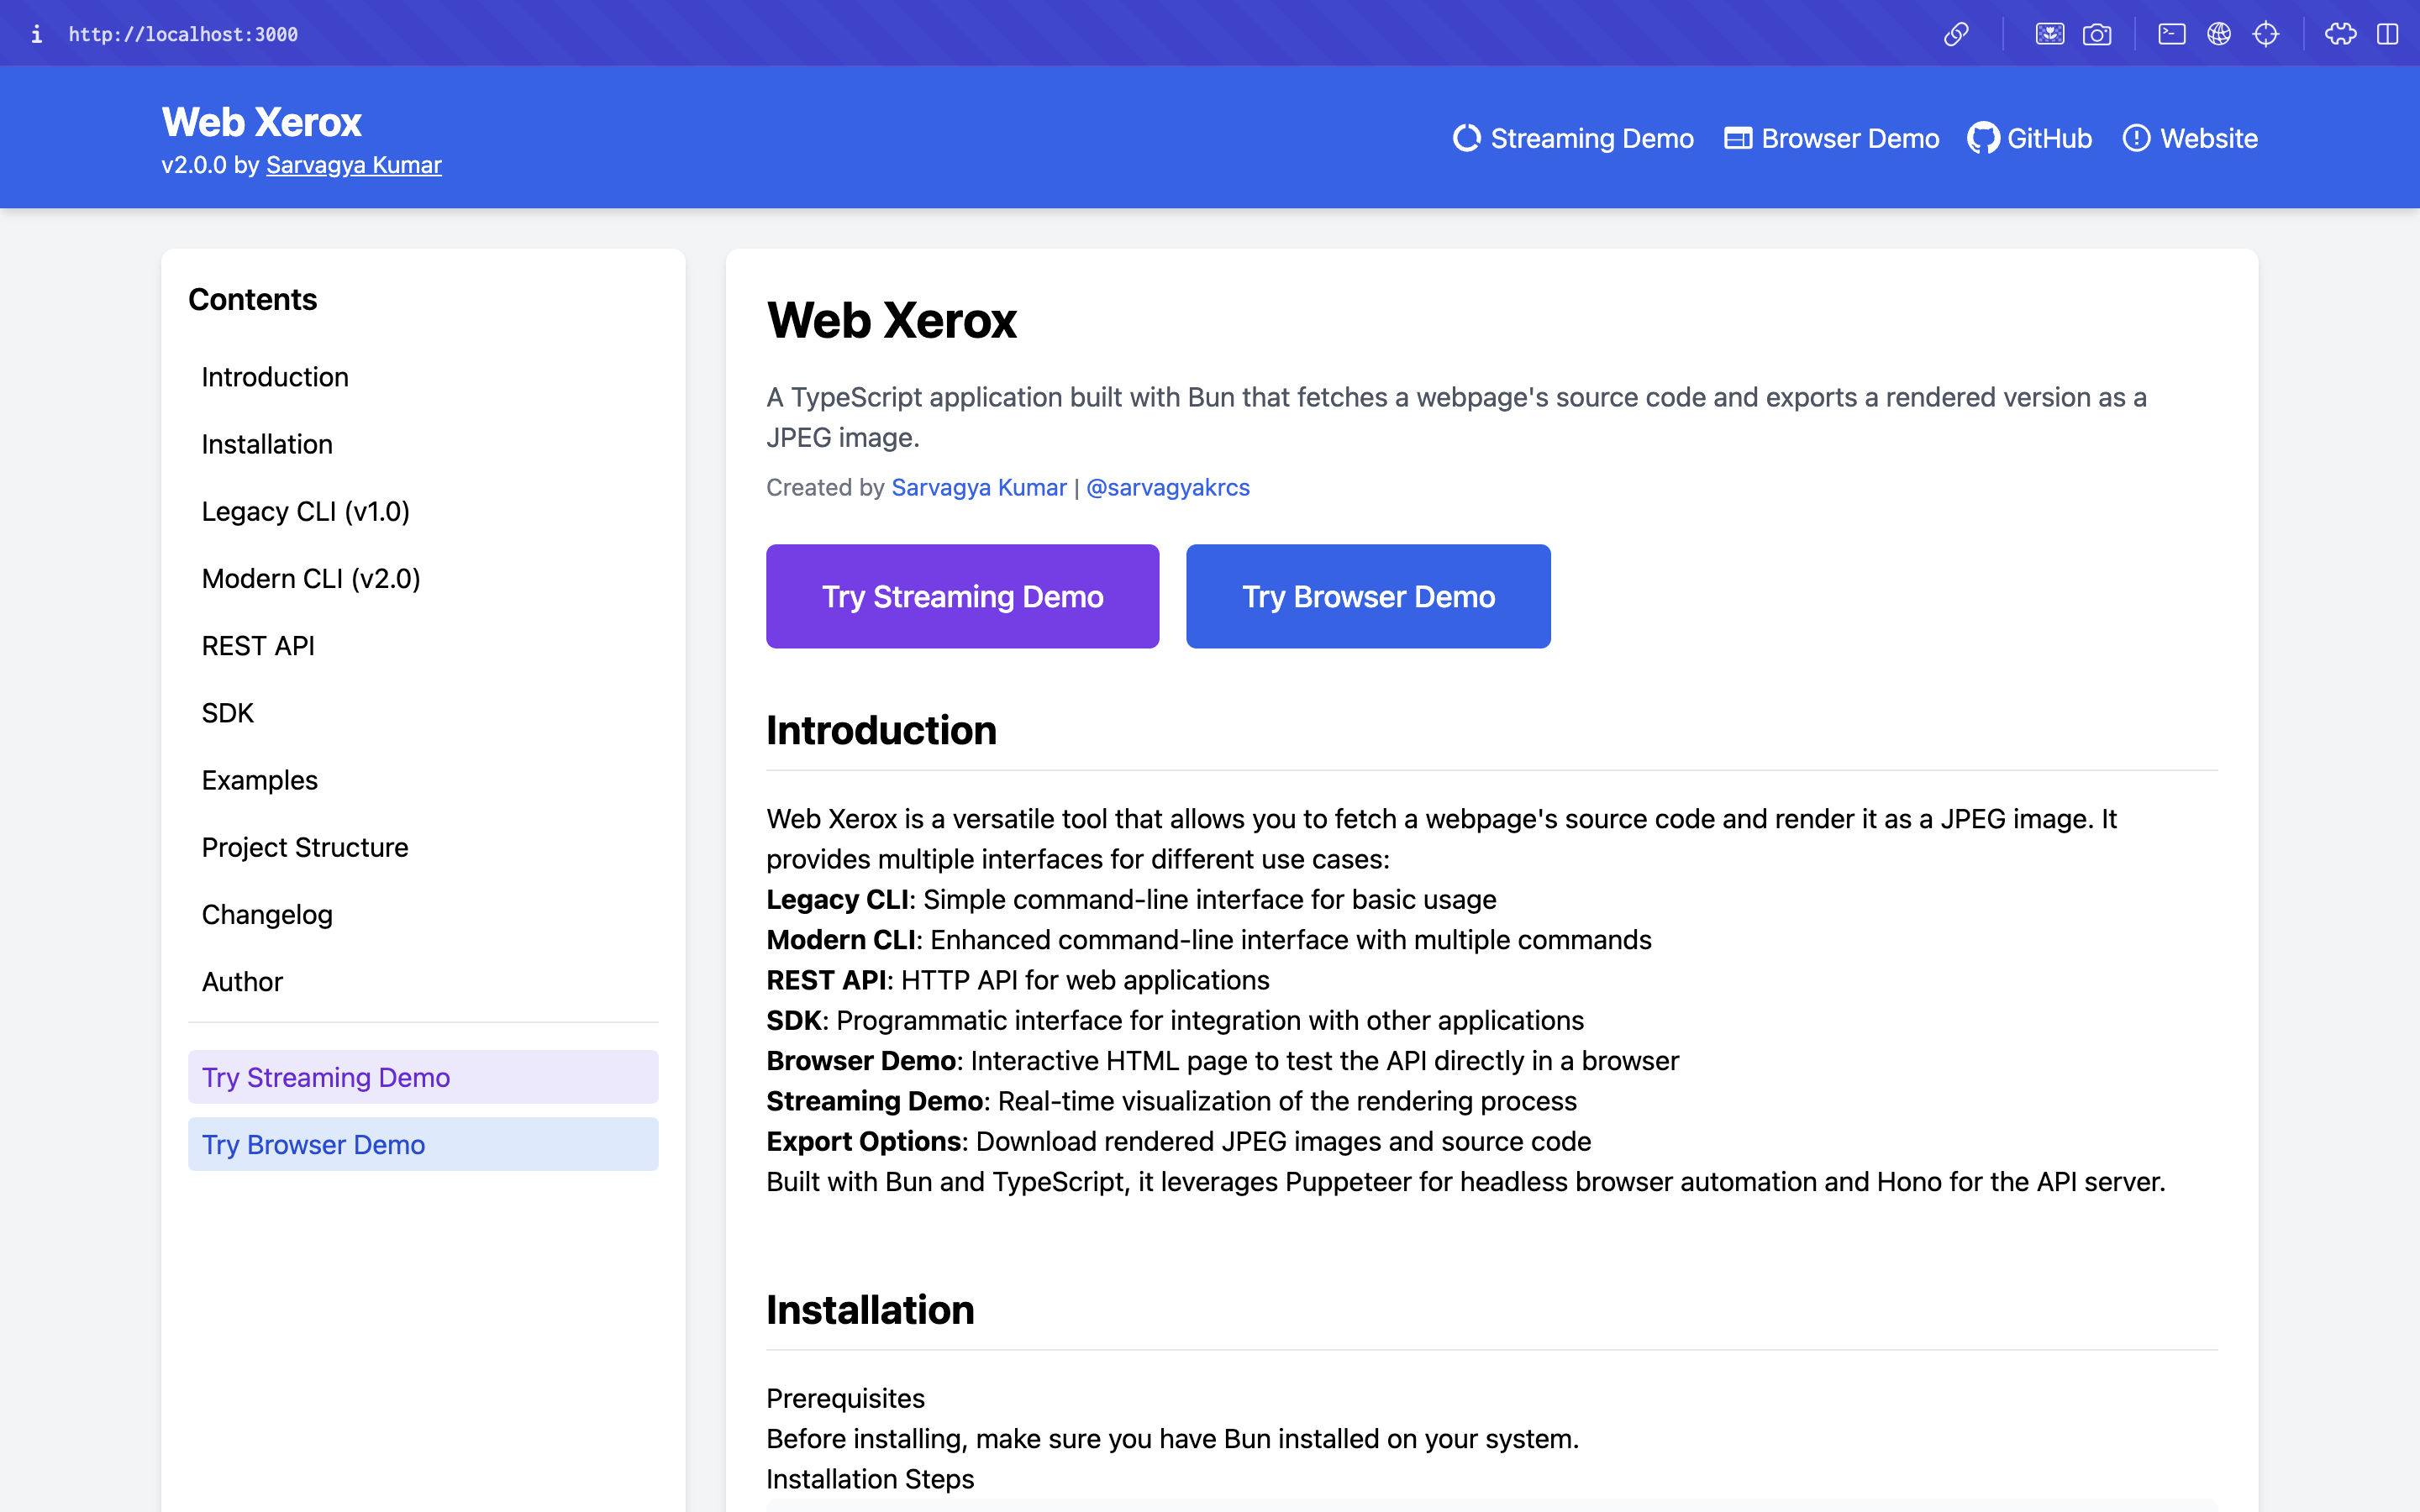 http://localhost:3000
Web Xerox
v2.0.0 by Sarvagya Kumar
Streaming Demo
Browser Demo
GitHub
Website
Contents
Introduction
Installation
Legacy CLI (v1.0)
Modern CLI (v2.0)
REST API
SDK
Examples
Project Structure
Changelog
Author
Try Streaming Demo
Try Browser Demo
Web Xerox
A TypeScript application built with Bun that fetches a webpage's source code and exports a rendered version as a
JPEG image.
Created by Sarvagya Kumar | @sarvagyakrcs
Try Streaming Demo
Try Browser Demo
Introduction
Web Xerox is a versatile tool that allows you to fetch a webpage's source code and render it as a JPEG image. It
provides multiple interfaces for different use cases:
Legacy CLI: Simple command-line interface for basic usage
Modern CLI: Enhanced command-line interface with multiple commands
REST API: HTTP API for web applications
SDK: Programmatic interface for integration with other applications
Browser Demo: Interactive HTML page to test the API directly in a browser
Streaming Demo: Real-time visualization of the rendering process
Export Options: Download rendered JPEG images and source code
Built with Bun and TypeScript, it leverages Puppeteer for headless browser automation and Hono for the API server.
Installation
Prerequisites
Before installing, make sure you have Bun installed on your system.
Installation Steps